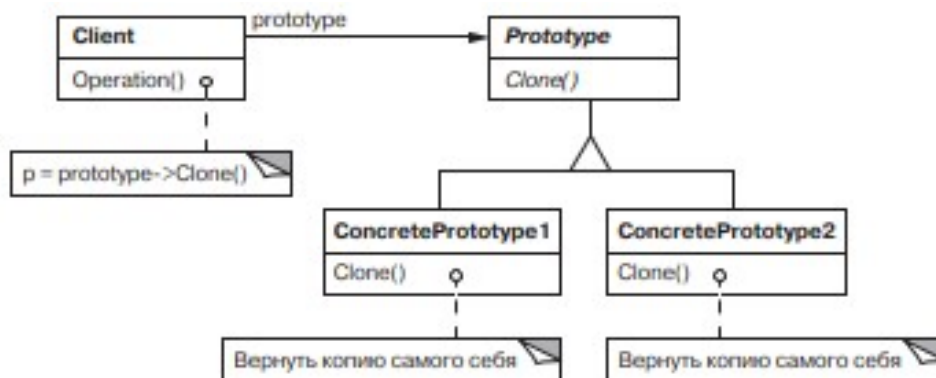 prototype
Client
Prototype
Operation()
Clone()
p = prototype->Clone()
ConcretePrototype1
ConcretePrototype2
Clone()
Clone()
Вернуть копию самого себя
Вернуть копию самого себя